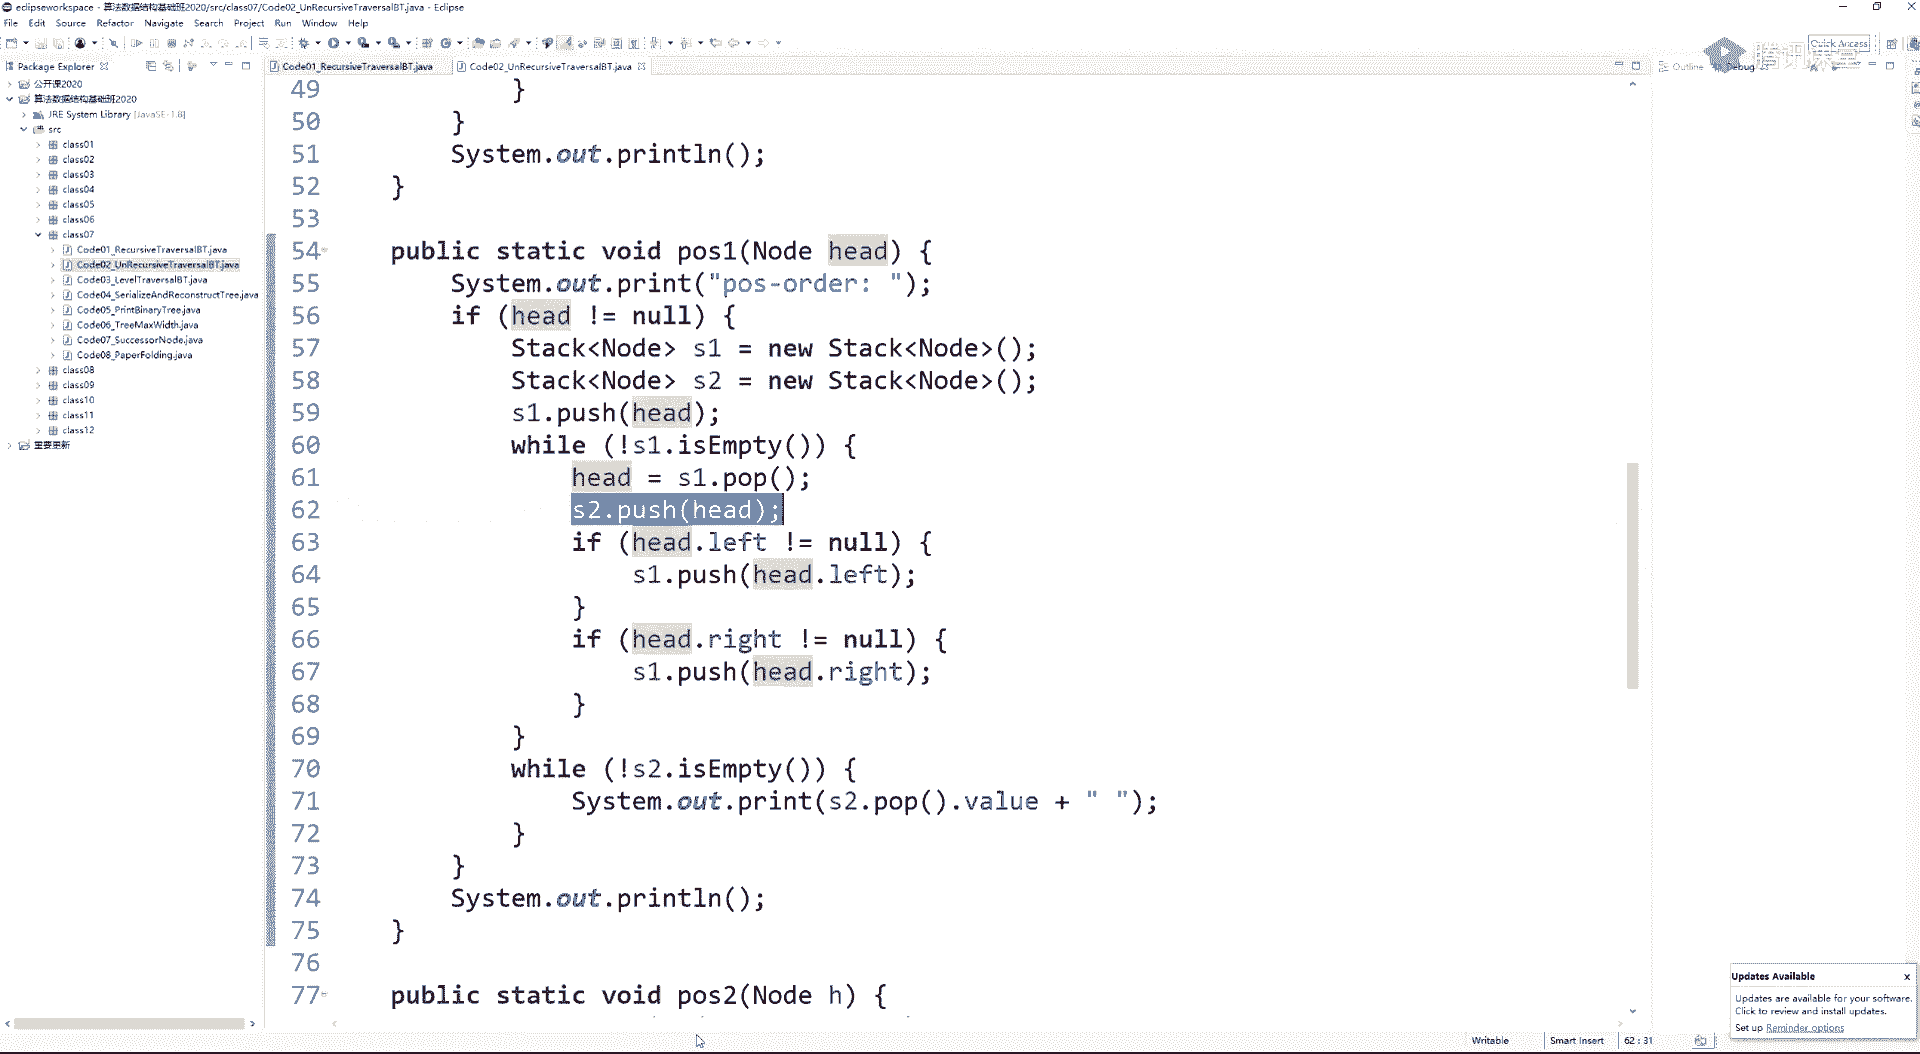 eclipseworkspace - 算法数据结构基础班2020/src/class07/Code02_UnRecursiveTraversalBT.java - Eclipse
File Edit Source Refactor Navigate Search Project Run Window Help
Quick Access
腾讯课堂
Package Explorer
Code01_RecursiveTraversalBT.java
Code02_UnRecursiveTraversalBT.java
Outline
Debug
公开课2020
算法数据结构基础班2020
JRE System Library [JavaSE-1.8]
src
class01
class02
class03
class04
class05
class06
class07
Code01_RecursiveTraversalBT.java
Code02_UnRecursiveTraversalBT.java
Code03_LevelTraversalBT.java
Code04_SerializeAndReconstructTree.java
Code05_PrintBinaryTree.java
Code06_TreeMaxWidth.java
Code07_SuccessorNode.java
Code08_PaperFolding.java
class08
class09
class10
class11
class12
重要更新
49 }
50 }
51 System.out.println();
52 }
53
54 public static void pos1(Node head) {
55 System.out.print("pos-order: ");
56 if (head != null) {
57 Stack<Node> s1 = new Stack<Node>();
58 Stack<Node> s2 = new Stack<Node>();
59 s1.push(head);
60 while (!s1.isEmpty()) {
61 head = s1.pop();
62 s2.push(head);
63 if (head.left != null) {
64 s1.push(head.left);
65 }
66 if (head.right != null) {
67 s1.push(head.right);
68 }
69 }
70 while (!s2.isEmpty()) {
71 System.out.print(s2.pop().value + " ");
72 }
73 }
74 System.out.println();
75 }
76
77 public static void pos2(Node h) {
Updates Available x
Updates are available for your software.
Click to review and install updates.
Set up Reminder options
Writable Smart Insert 62 : 31